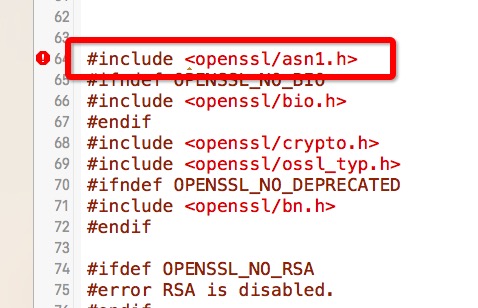 62
63
64 #include <openssl/asn1.h>
65 #ifndef OPENSSL_NO_BIO
66 #include <openssl/bio.h>
67 #endif
68 #include <openssl/crypto.h>
69 #include <openssl/ossl_typ.h>
70 #ifndef OPENSSL_NO_DEPRECATED
71 #include <openssl/bn.h>
72 #endif
73
74 #ifdef OPENSSL_NO_RSA
75 #error RSA is disabled.
76 #endif